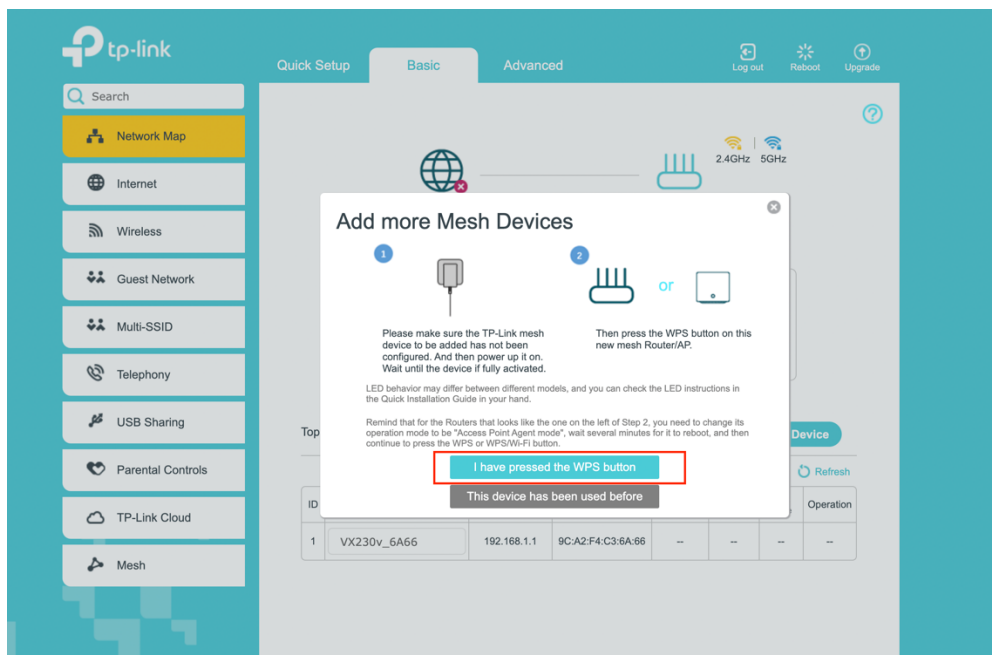 tp-link
Quick Setup
Basic
Advanced
Log out
Reboot
Upgrade
Search
Network Map
Internet
Wireless
Guest Network
Multi-SSID
Telephony
USB Sharing
Parental Controls
TP-Link Cloud
Mesh
?
2.4GHz | 5GHz
Add more Mesh Devices
1
Please make sure the TP-Link mesh
device to be added has not been
configured. And then power up it on.
Wait until the device if fully activated.
2
or
Then press the WPS button on this
new mesh Router/AP.
LED behavior may differ between different models, and you can check the LED instructions in
the Quick Installation Guide in your hand.
Remind that for the Routers that looks like the one on the left of Step 2, you need to change its
operation mode to be "Access Point Agent mode", wait several minutes for it to reboot, and then
continue to press the WPS or WPS/Wi-Fi button.
I have pressed the WPS button
This device has been used before
Top
Device
Refresh
ID
Operation
1 VX230v_6A66 192.168.1.1 9C:A2:F4:C3:6A:66 -- -- -- --